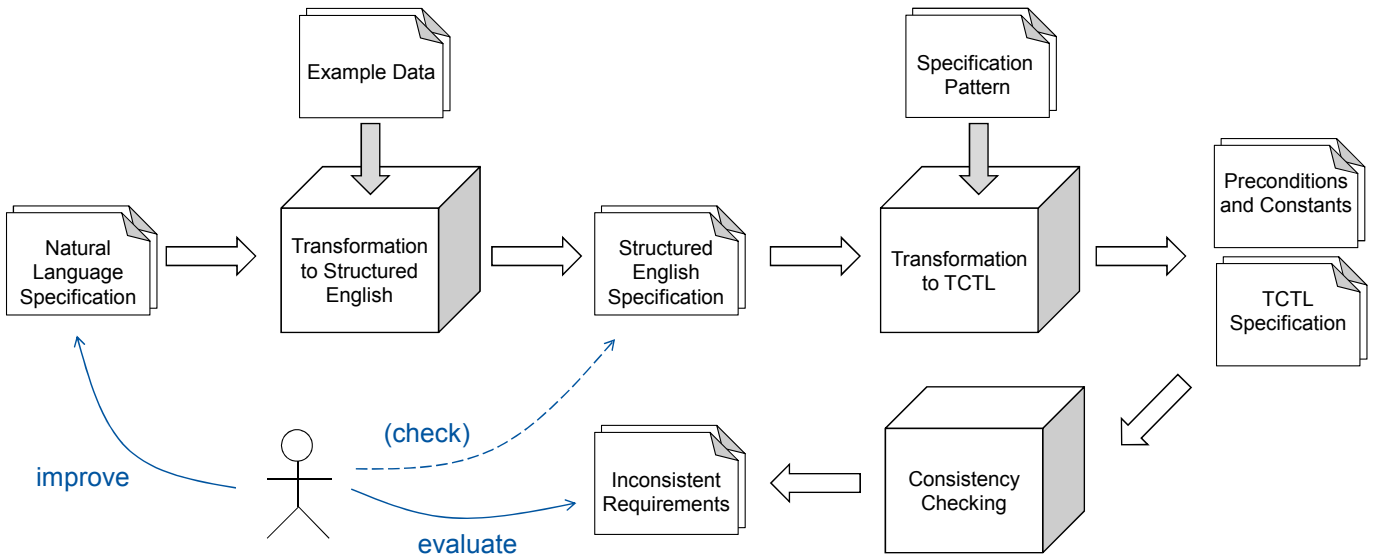 Example Data
Specification
Pattern
Natural
Language
Specification
Transformation
to Structured
English
Structured
English
Specification
Transformation
to TCTL
Preconditions
and Constants
TCTL
Specification
improve
(check)
evaluate
Inconsistent
Requirements
Consistency
Checking